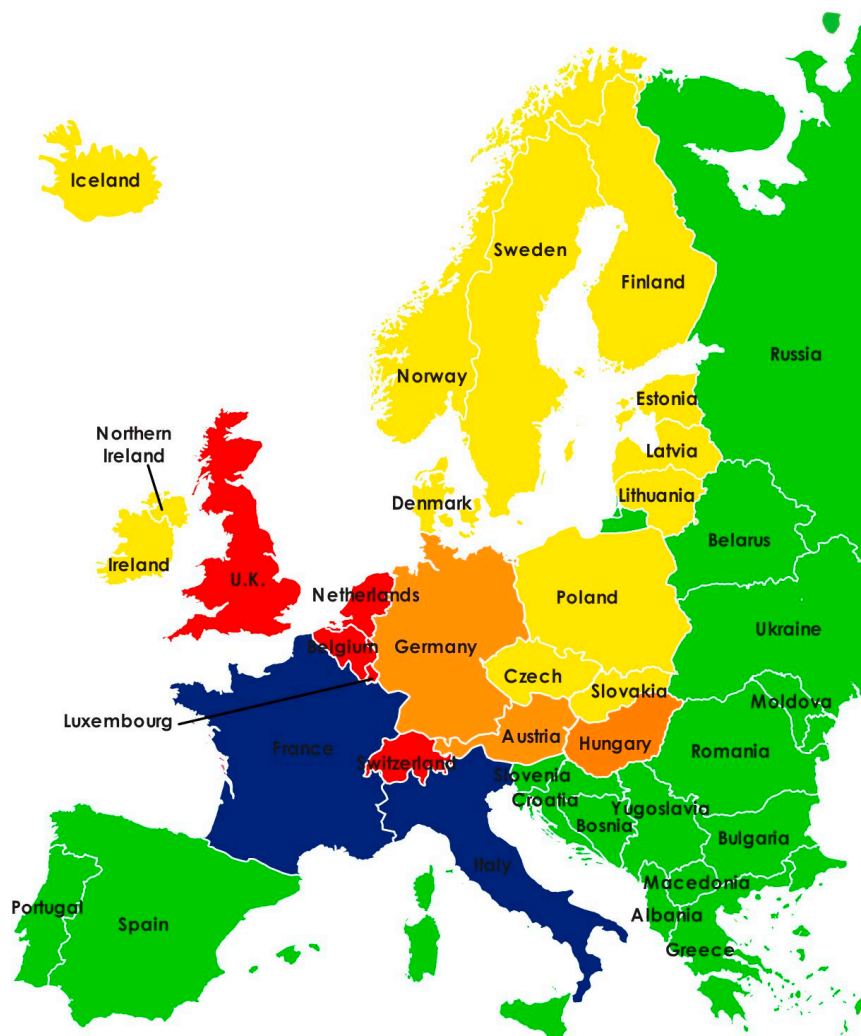 Iceland
Sweden
Finland
Russia
Norway
Estonia
Northern
Ireland
Latvia
Lithuania
Denmark
Belarus
Ireland
U.K.
Netherlands
Poland
Ukraine
Belgium
Germany
Czech
Slovakia
Moldova
Luxembourg
Austria
Hungary
France
Romania
Switzerland
Slovenia
Croatia
Yugoslavia
Bosnia
Bulgaria
Italy
Macedonia
Portugal
Albania
Spain
Greece